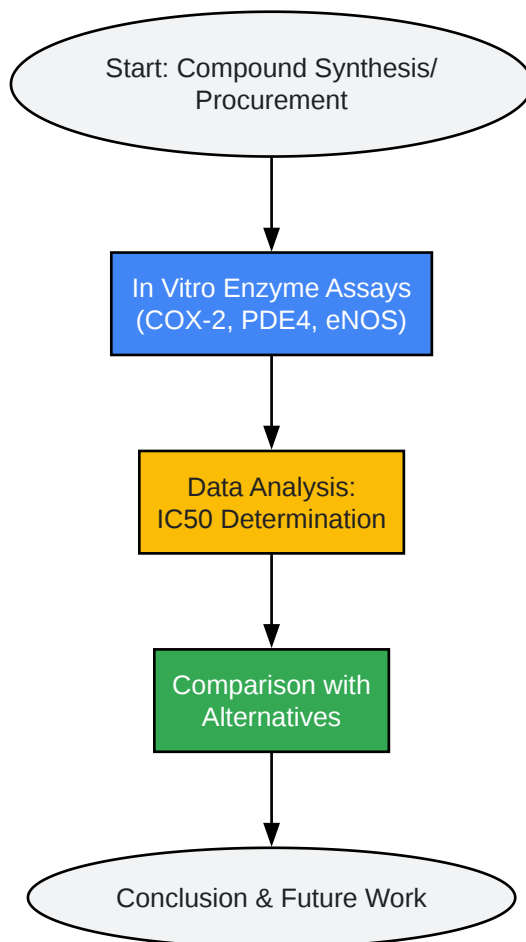 Start: Compound Synthesis/
Procurement
In Vitro Enzyme Assays
(COX-2, PDE4, eNOS)
Data Analysis:
IC50 Determination
Comparison with
Alternatives
Conclusion & Future Work